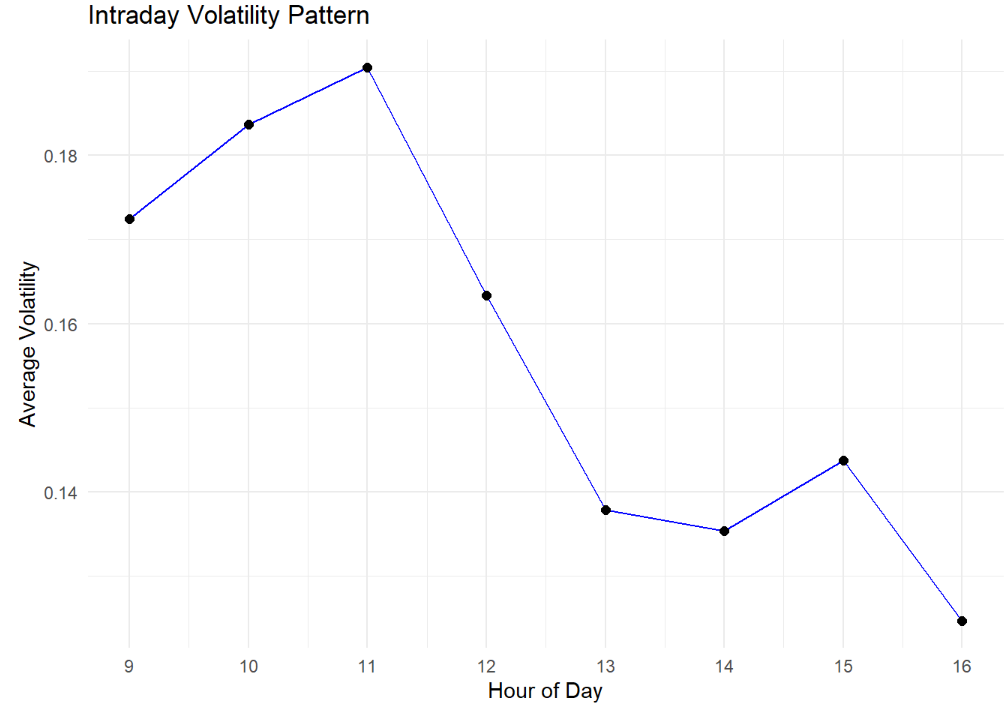 Intraday Volatility Pattern
Average Volatility
0.18
0.16
0.14
9 10 11 12 13 14 15 16
Hour of Day